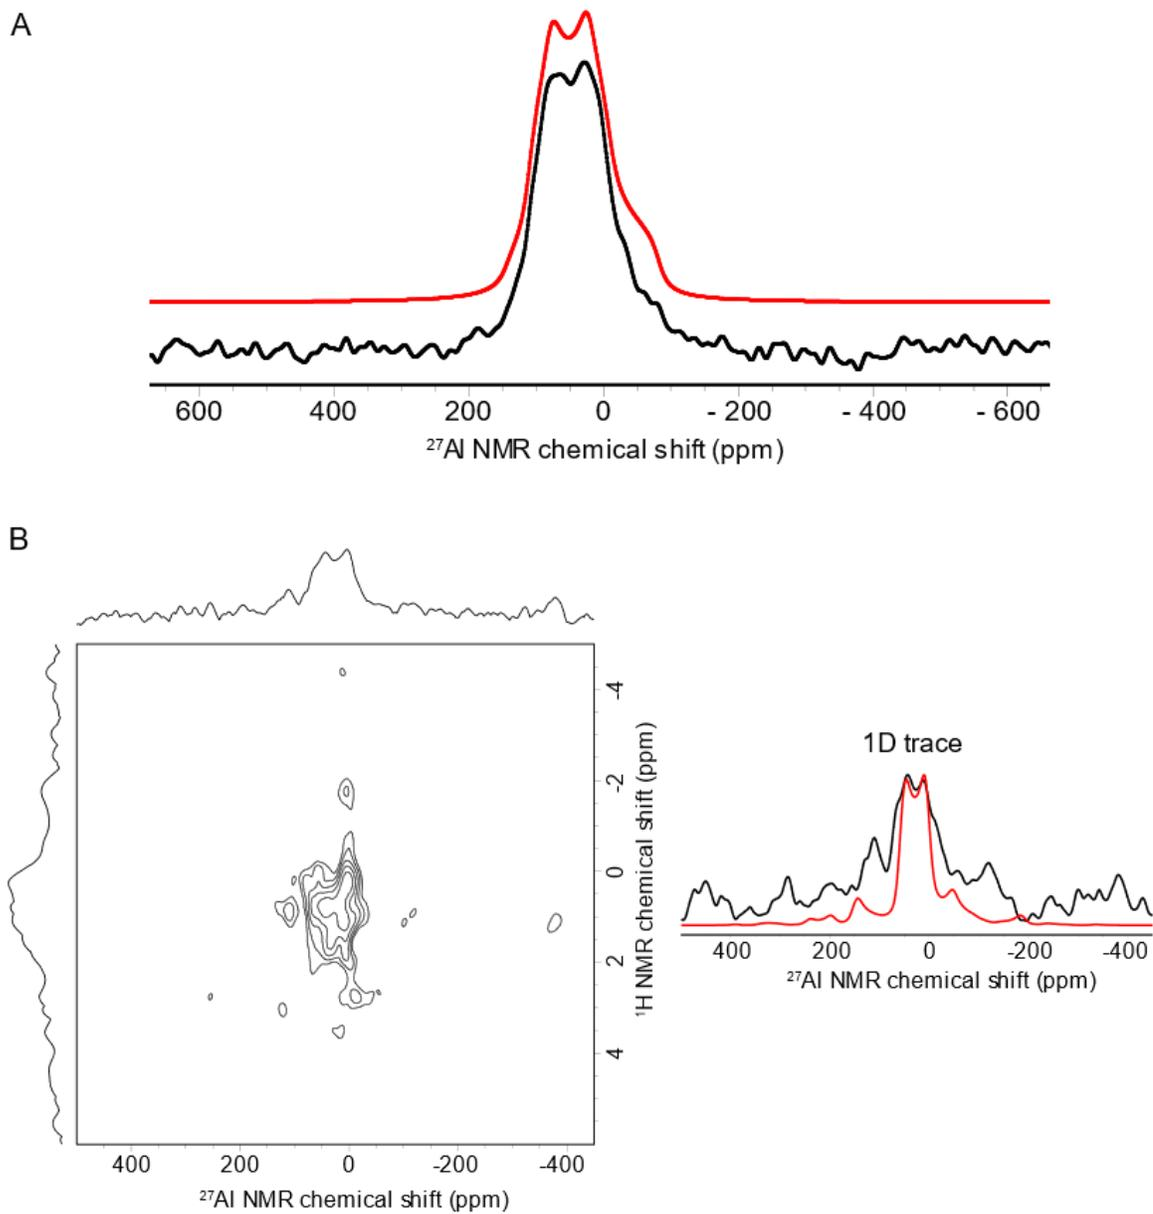 A
600 400 200 0 - 200 - 400 - 600
²⁷Al NMR chemical shift (ppm)
B
-4
-2
0
2
4
¹H NMR chemical shift (ppm)
400 200 0 -200 -400
²⁷Al NMR chemical shift (ppm)
1D trace
400 200 0 -200 -400
²⁷Al NMR chemical shift (ppm)